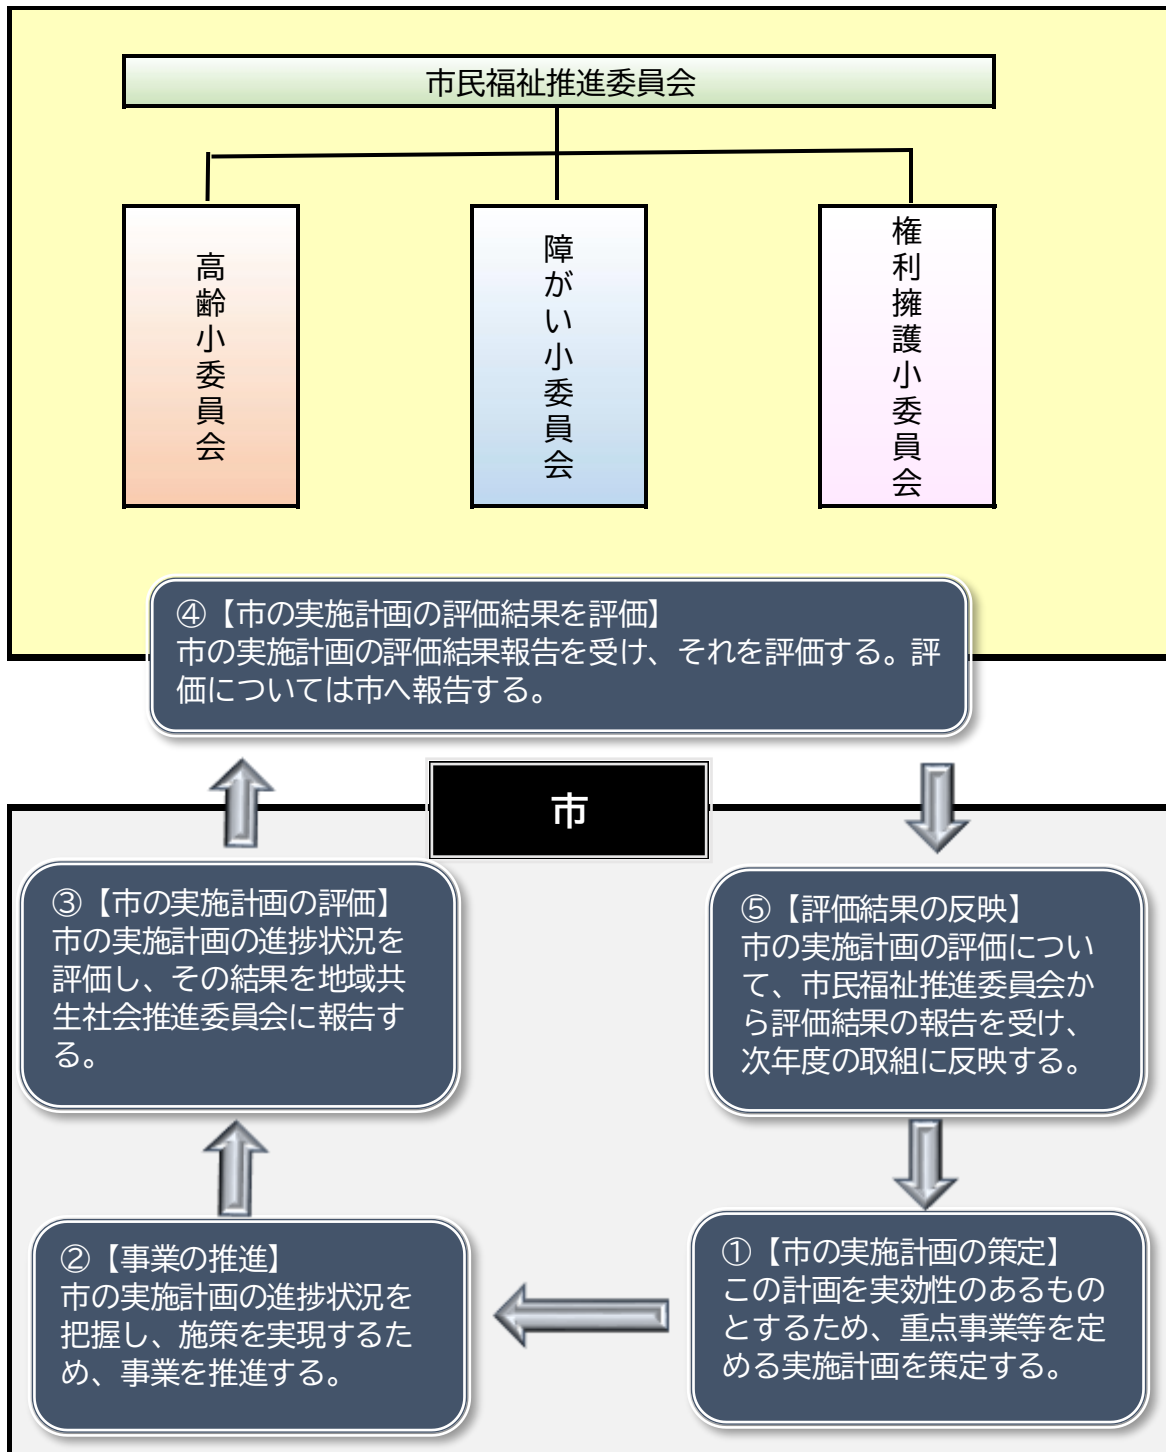 市民福祉推進委員会
高齢小委員会
障がい小委員会
権利擁護小委員会
④【市の実施計画の評価結果を評価】
市の実施計画の評価結果報告を受け、それを評価する。評
価については市へ報告する。
市
③【市の実施計画の評価】
市の実施計画の進捗状況を
評価し、その結果を地域共
生社会推進委員会に報告す
る。
⑤【評価結果の反映】
市の実施計画の評価につい
て、市民福祉推進委員会か
ら評価結果の報告を受け、
次年度の取組に反映する。
②【事業の推進】
市の実施計画の進捗状況を
把握し、施策を実現するた
め、事業を推進する。
①【市の実施計画の策定】
この計画を実効性のあるもの
とするため、重点事業等を定
める実施計画を策定する。